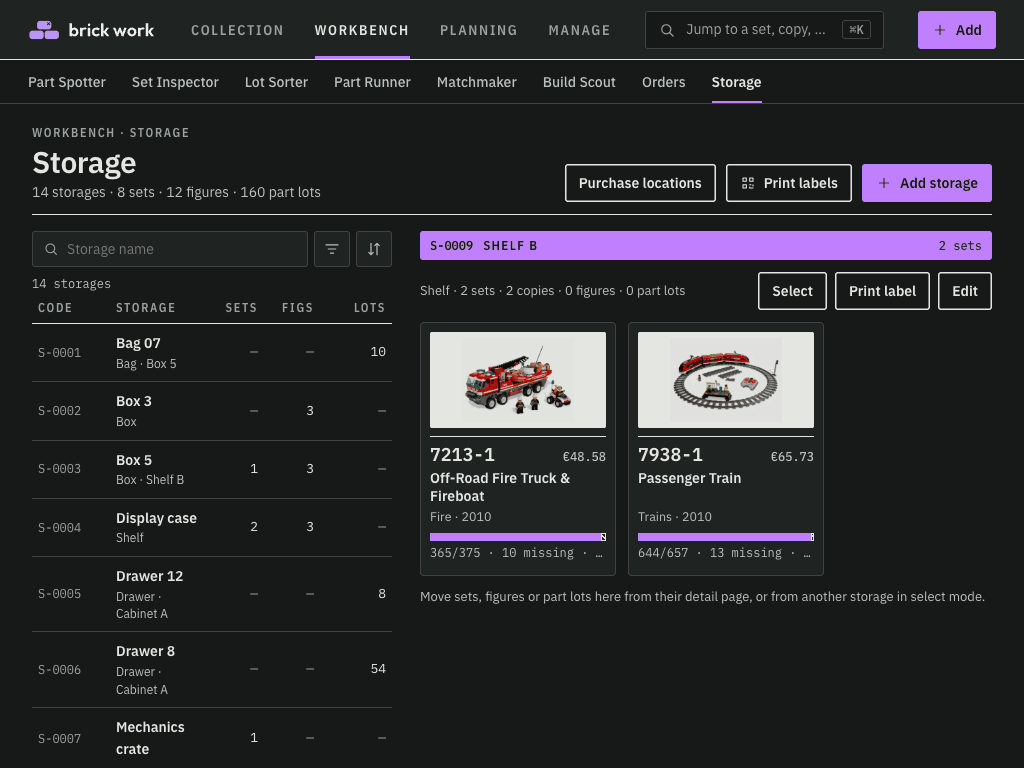 brick work
COLLECTION
WORKBENCH
PLANNING
MANAGE
Jump to a set, copy, ...
⌘K
+ Add
Part Spotter
Set Inspector
Lot Sorter
Part Runner
Matchmaker
Build Scout
Orders
Storage
WORKBENCH · STORAGE
Storage
14 storages · 8 sets · 12 figures · 160 part lots
Purchase locations
Print labels
+ Add storage
Storage name
14 storages
CODE STORAGE SETS FIGS LOTS
S-0001 Bag 07 — — 10
Bag · Box 5
S-0002 Box 3 — 3 —
Box
S-0003 Box 5 1 3 —
Box · Shelf B
S-0004 Display case 2 3 —
Shelf
S-0005 Drawer 12 — — 8
Drawer ·
Cabinet A
S-0006 Drawer 8 — — 54
Drawer ·
Cabinet A
S-0007 Mechanics 1 — —
crate
S-0009 SHELF B 2 sets
Shelf · 2 sets · 2 copies · 0 figures · 0 part lots
Select
Print label
Edit
7213-1 €48.58
Off-Road Fire Truck &
Fireboat
Fire · 2010
365/375 · 10 missing · …
7938-1 €65.73
Passenger Train
Trains · 2010
644/657 · 13 missing · …
Move sets, figures or part lots here from their detail page, or from another storage in select mode.